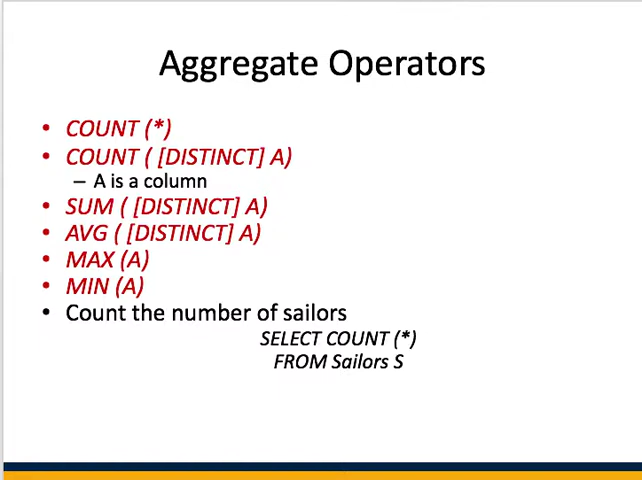 Aggregate Operators
• COUNT (*)
• COUNT ( [DISTINCT] A)
– A is a column
• SUM ( [DISTINCT] A)
• AVG ( [DISTINCT] A)
• MAX (A)
• MIN (A)
• Count the number of sailors
SELECT COUNT (*)
FROM Sailors S